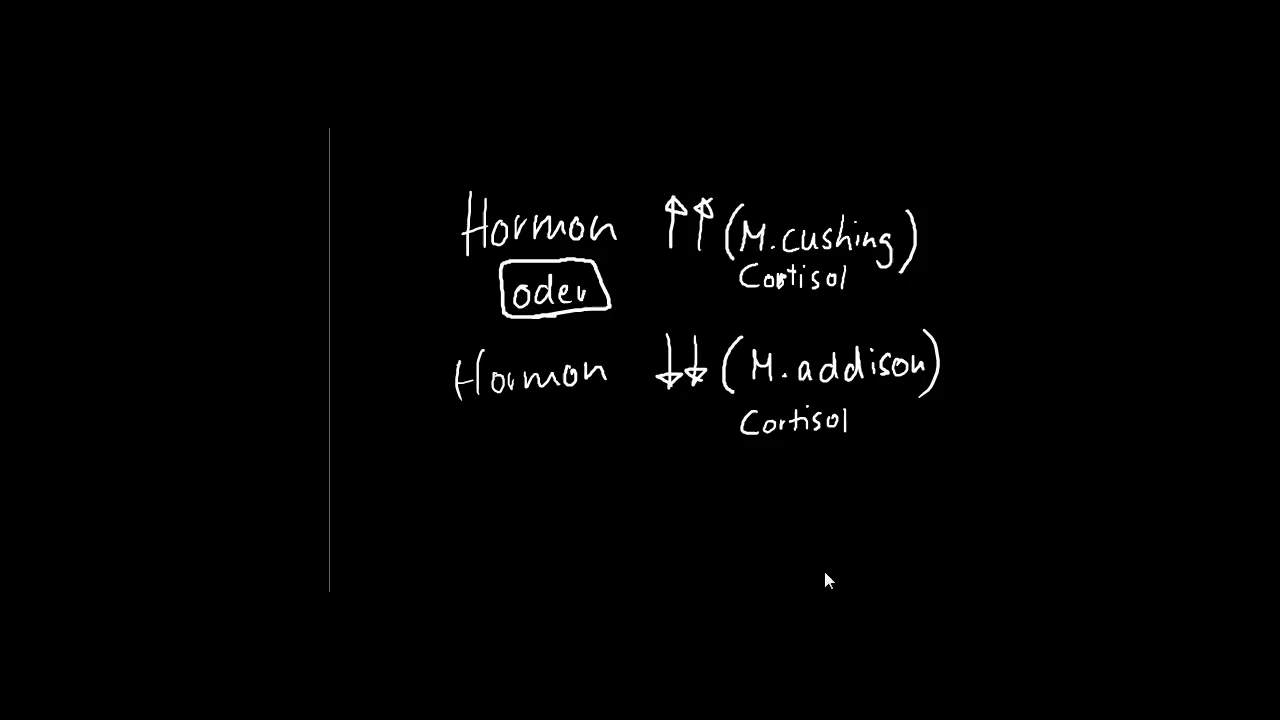 Hormon ↑↑ (M. cushing)
Cortisol
oder
Hormon ↓↓ (M. addison)
Cortisol